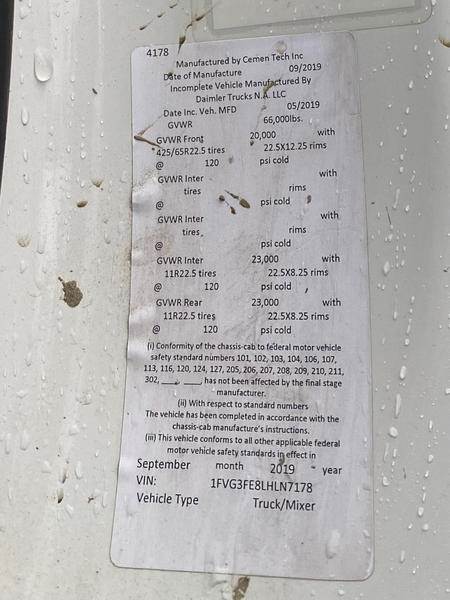 4178
Manufactured by Cemen Tech Inc
Date of Manufacture 09/2019
Incomplete Vehicle Manufactured By
Daimler Trucks N.A. LLC
Date Inc. Veh. MFD 05/2019
GVWR 66,000lbs.
GVWR Front 20,000 with
425/65R22.5 tires 22.5X12.25 rims
@ 120 psi cold
GVWR Inter with
tires rims
@ psi cold
GVWR Inter with
tires rims
@ psi cold
GVWR Inter 23,000 with
11R22.5 tires 22.5X8.25 rims
@ 120 psi cold
GVWR Rear 23,000 with
11R22.5 tires 22.5X8.25 rims
@ 120 psi cold
(i) Conformity of the chassis-cab to federal motor vehicle
safety standard numbers 101, 102, 103, 104, 106, 107,
113, 116, 120, 124, 127, 205, 206, 207, 208, 209, 210, 211,
302, ____, ____, has not been affected by the final stage
manufacturer.
(ii) With respect to standard numbers
The vehicle has been completed in accordance with the
chassis-cab manufacture's instructions.
(iii) This vehicle conforms to all other applicable federal
motor vehicle safety standards in effect in
September month 2019 year
VIN: 1FVG3FE8LHLN7178
Vehicle Type Truck/Mixer